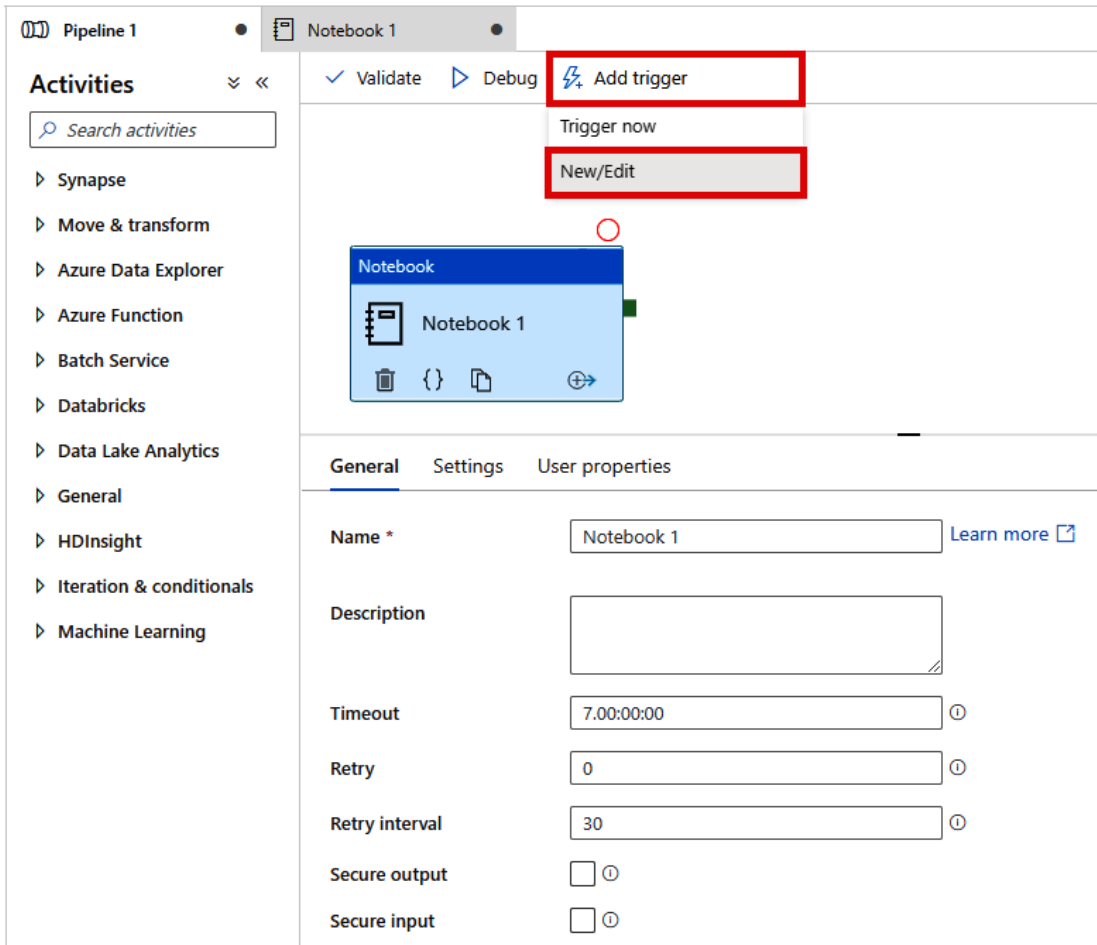 Pipeline 1
Notebook 1
Activities
Search activities
Synapse
Move & transform
Azure Data Explorer
Azure Function
Batch Service
Databricks
Data Lake Analytics
General
HDInsight
Iteration & conditionals
Machine Learning
Validate
Debug
Add trigger
Trigger now
New/Edit
Notebook
Notebook 1
{}
General
Settings
User properties
Name *
Notebook 1
Learn more
Description
Timeout
7.00:00:00
Retry
0
Retry interval
30
Secure output
Secure input